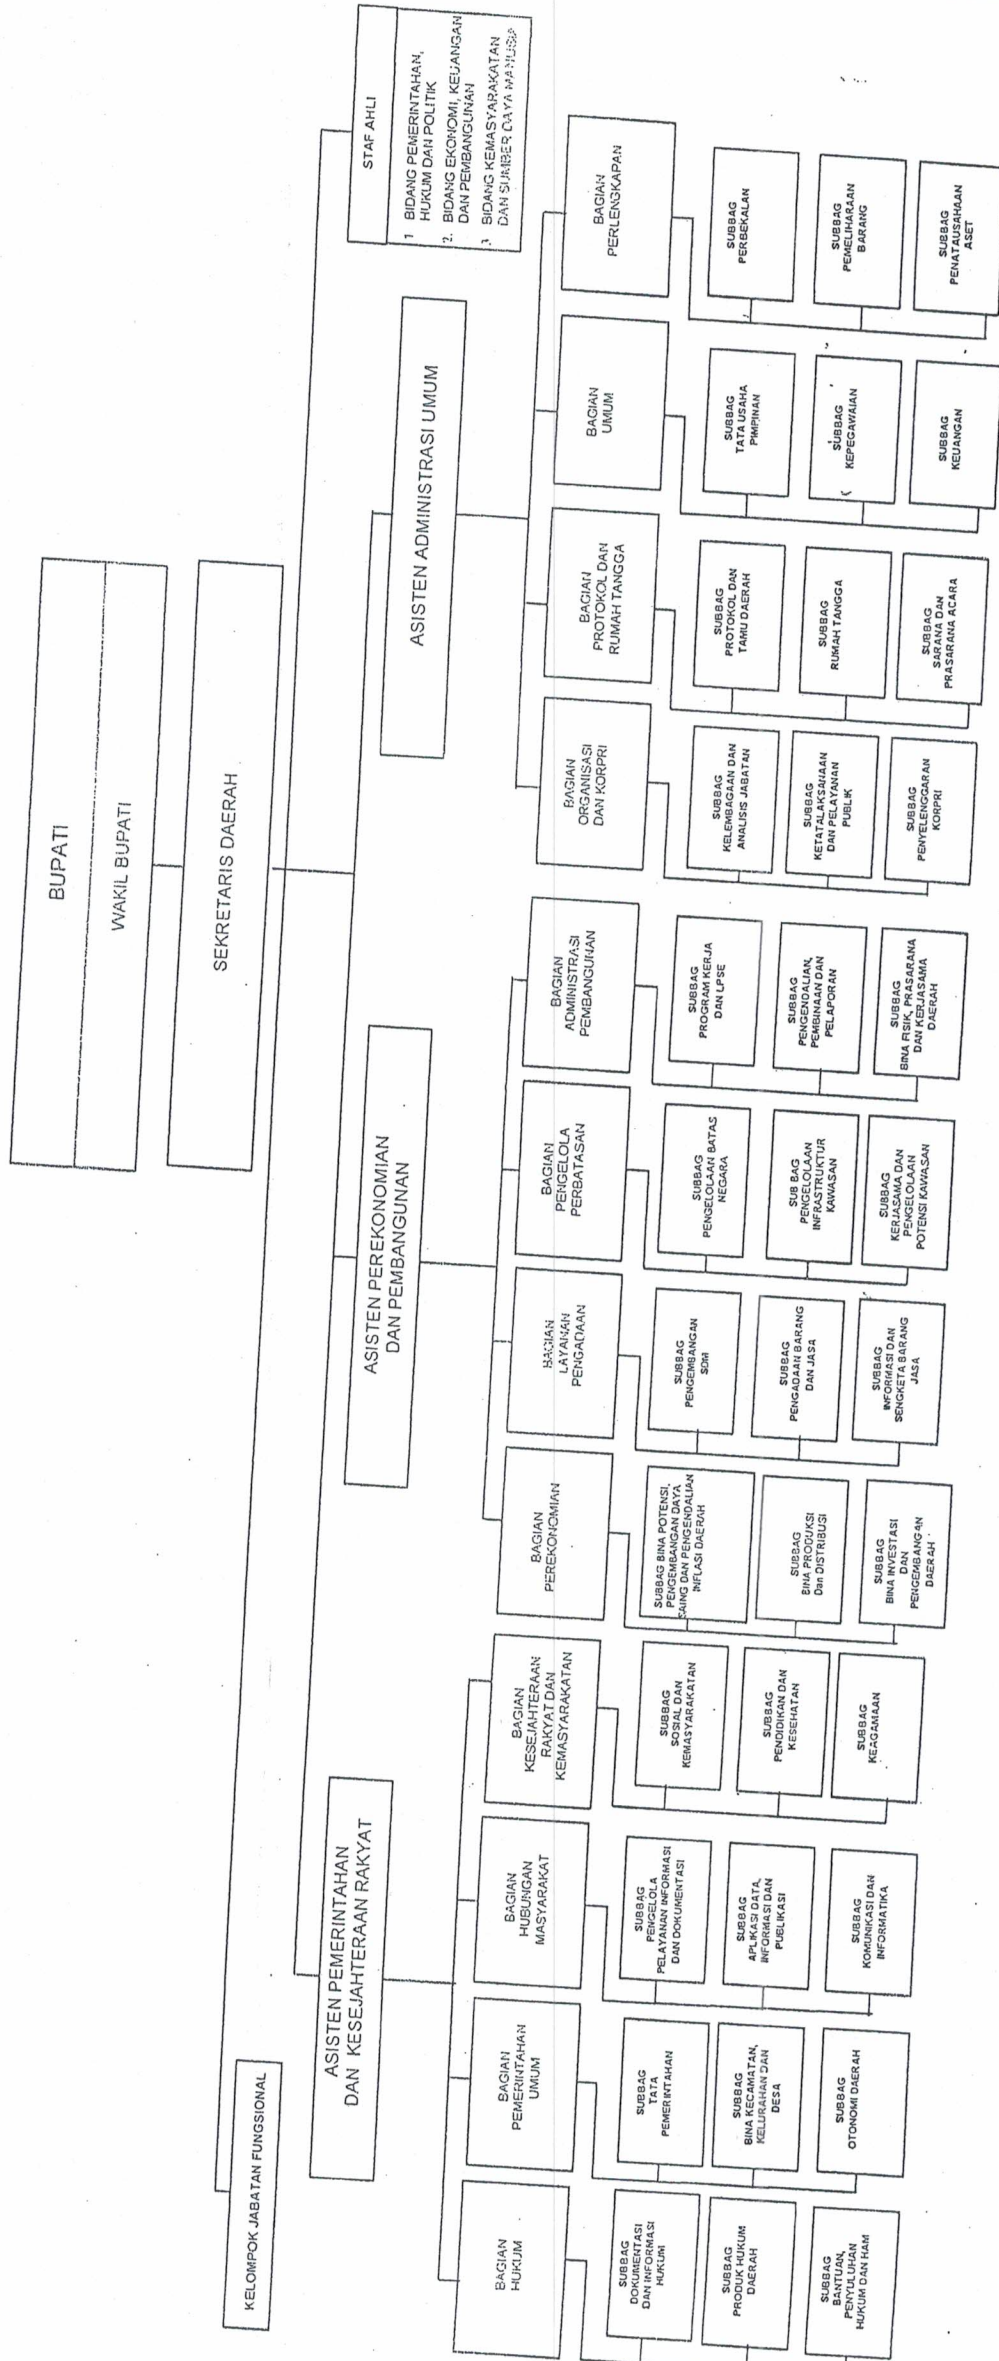 BUPATI
WAKIL BUPATI
SEKRETARIS DAERAH
KELOMPOK JABATAN FUNGSIONAL
STAF AHLI
1 BIDANG PEMERINTAHAN,
HUKUM DAN POLITIK
2. BIDANG EKONOMI, KEUANGAN
DAN PEMBANGUNAN
3 BIDANG KEMASYARAKATAN
DAN SUMBER DAYA MANUSIA
ASISTEN PEMERINTAHAN
DAN KESEJAHTERAAN RAKYAT
ASISTEN PEREKONOMIAN
DAN PEMBANGUNAN
ASISTEN ADMINISTRASI UMUM
BAGIAN
HUKUM
BAGIAN
PEMERINTAHAN
UMUM
BAGIAN
HUBUNGAN
MASYARAKAT
BAGIAN
KESEJAHTERAAN
RAKYAT DAN
KEMASYARAKATAN
BAGIAN
PEREKONOMIAN
BAGIAN
LAYANAN
PENGADAAN
BAGIAN
PENGELOLA
PERBATASAN
BAGIAN
ADMINISTRASI
PEMBANGUNAN
BAGIAN
ORGANISASI
DAN KORPRI
BAGIAN
PROTOKOL DAN
RUMAH TANGGA
BAGIAN
UMUM
BAGIAN
PERLENGKAPAN
SUBBAG
DOKUMENTASI
DAN INFORMASI
HUKUM
SUBBAG
TATA
PEMERINTAHAN
SUBBAG
PENGELOLA
PELAYANAN INFORMASI
DAN DOKUMENTASI
SUBBAG
SOSIAL DAN
KEMASYARAKATAN
SUBBAG BINA POTENSI,
PENGEMBANGAN DAYA
SAING DAN PENGENDALIAN
INFLASI DAERAH
SUBBAG
PENGEMBANGAN
SDM
SUBBAG
PENGELOLAAN BATAS
NEGARA
SUBBAG
PROGRAM KERJA
DAN LPSE
SUBBAG
KELEMBAGAAN DAN
ANALISIS JABATAN
SUBBAG
PROTOKOL DAN
TAMU DAERAH
SUBBAG
TATA USAHA
PIMPINAN
SUBBAG
PERBEKALAN
SUBBAG
PRODUK HUKUM
DAERAH
SUBBAG
BINA KECAMATAN,
KELURAHAN DAN
DESA
SUBBAG
APLIKASI DATA,
INFORMASI DAN
PUBLIKASI
SUBBAG
PENDIDIKAN DAN
KESEHATAN
SUBBAG
BINA PRODUKSI
Dan DISTRIBUGI
SUBBAG
PENGADAAN BARANG
DAN JASA
SUB BAG
PENGELOLAAN
INFRASTRUKTUR
KAWASAN
SUBBAG
PENGENDALIAN,
PEMBINAAN DAN
PELAPORAN
SUBBAG
KETATALAKSANAAN
DAN PELAYANAN
PUBLIK
SUBBAG
RUMAH TANGGA
SUBBAG
KEPEGAWAIAN
SUBBAG
PEMELIHARAAN
BARANG
SUBBAG
BANTUAN,
PENYULUHAN
HUKUM DAN HAM
SUBBAG
OTONOMI DAERAH
SUBBAG
KOMUNIKASI DAN
INFORMATIKA
SUBBAG
KEAGAMAAN
SUBBAG
BINA INVESTASI
DAN
PENGEMBANGAN
DAERAH
SUBBAG
INFORMASI DAN
SENGKETA BARANG
JASA
SUBBAG
KERJASAMA DAN
PENGELOLAAN
POTENSI KAWASAN
SUBBAG
BINA FISIK, PRASARANA
DAN KERJASAMA
DAERAH
SUBBAG
PENYELENGGARAN
KORPRI
SUBBAG
SARANA DAN
PRASARANA ACARA
SUBBAG
KEUANGAN
SUBBAG
PENATAUSAHAAN
ASET